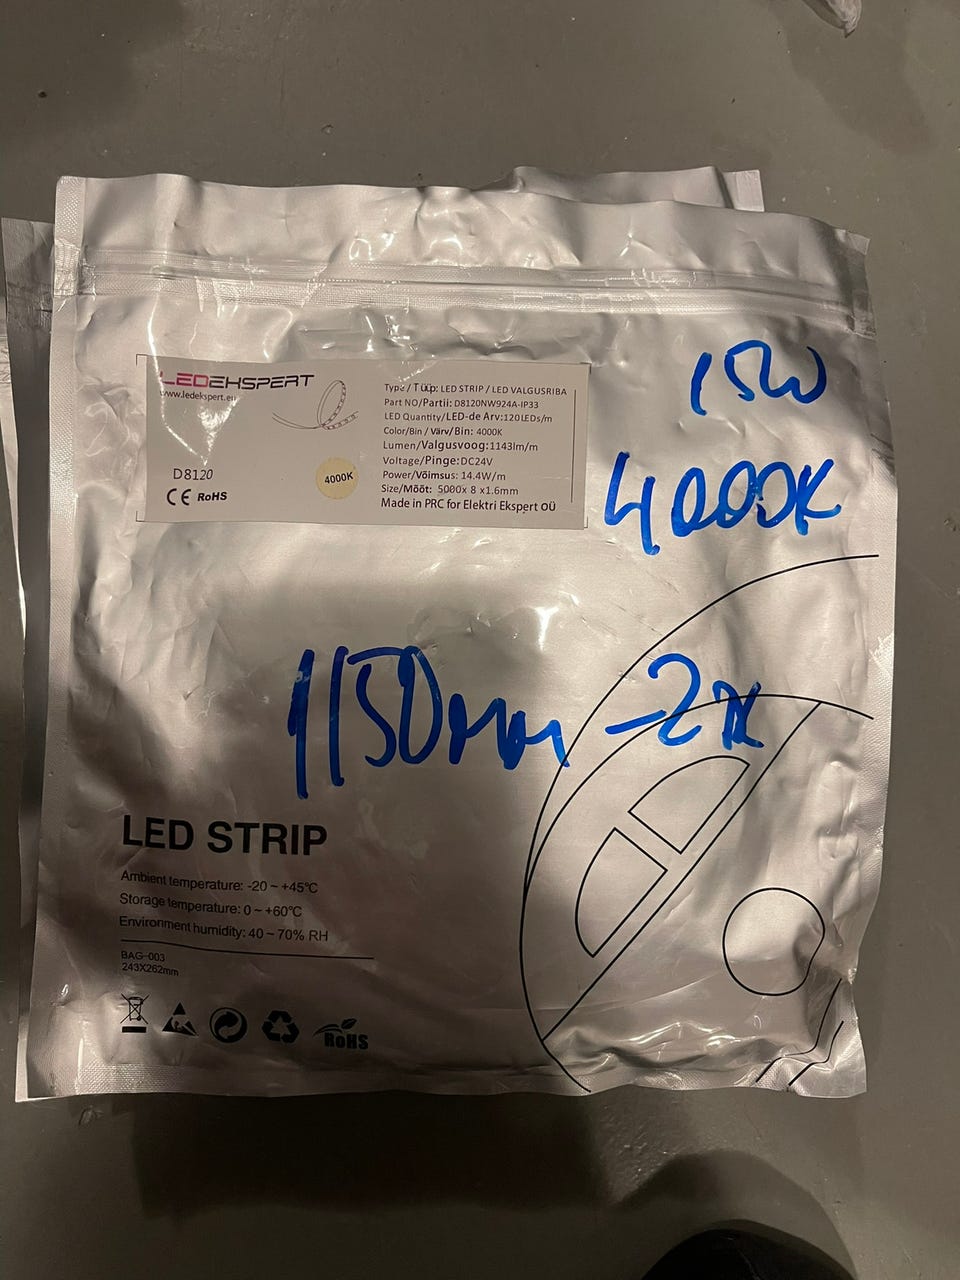 LEDEKSPERT
www.ledekspert.eu
D8120
CE RoHS
4000K
Type / Tüüp: LED STRIP / LED VALGUSRIBA
Part NO/Partii: D8120NW924A-IP33
LED Quantity/LED-de Arv:120LEDs/m
Color/Bin / Värv/Bin: 4000K
Lumen/Valgusvoog:1143lm/m
Voltage/Pinge:DC24V
Power/Võimsus: 14.4W/m
Size/Mõõt: 5000x 8 x1.6mm
Made in PRC for Elektri Ekspert OÜ
15W
4000K
1150mm -2
LED STRIP
Ambient temperature: -20 ~ +45℃
Storage temperature: 0 ~ +60℃
Environment humidity: 40 ~ 70% RH
BAG-003
243X262mm
RoHS